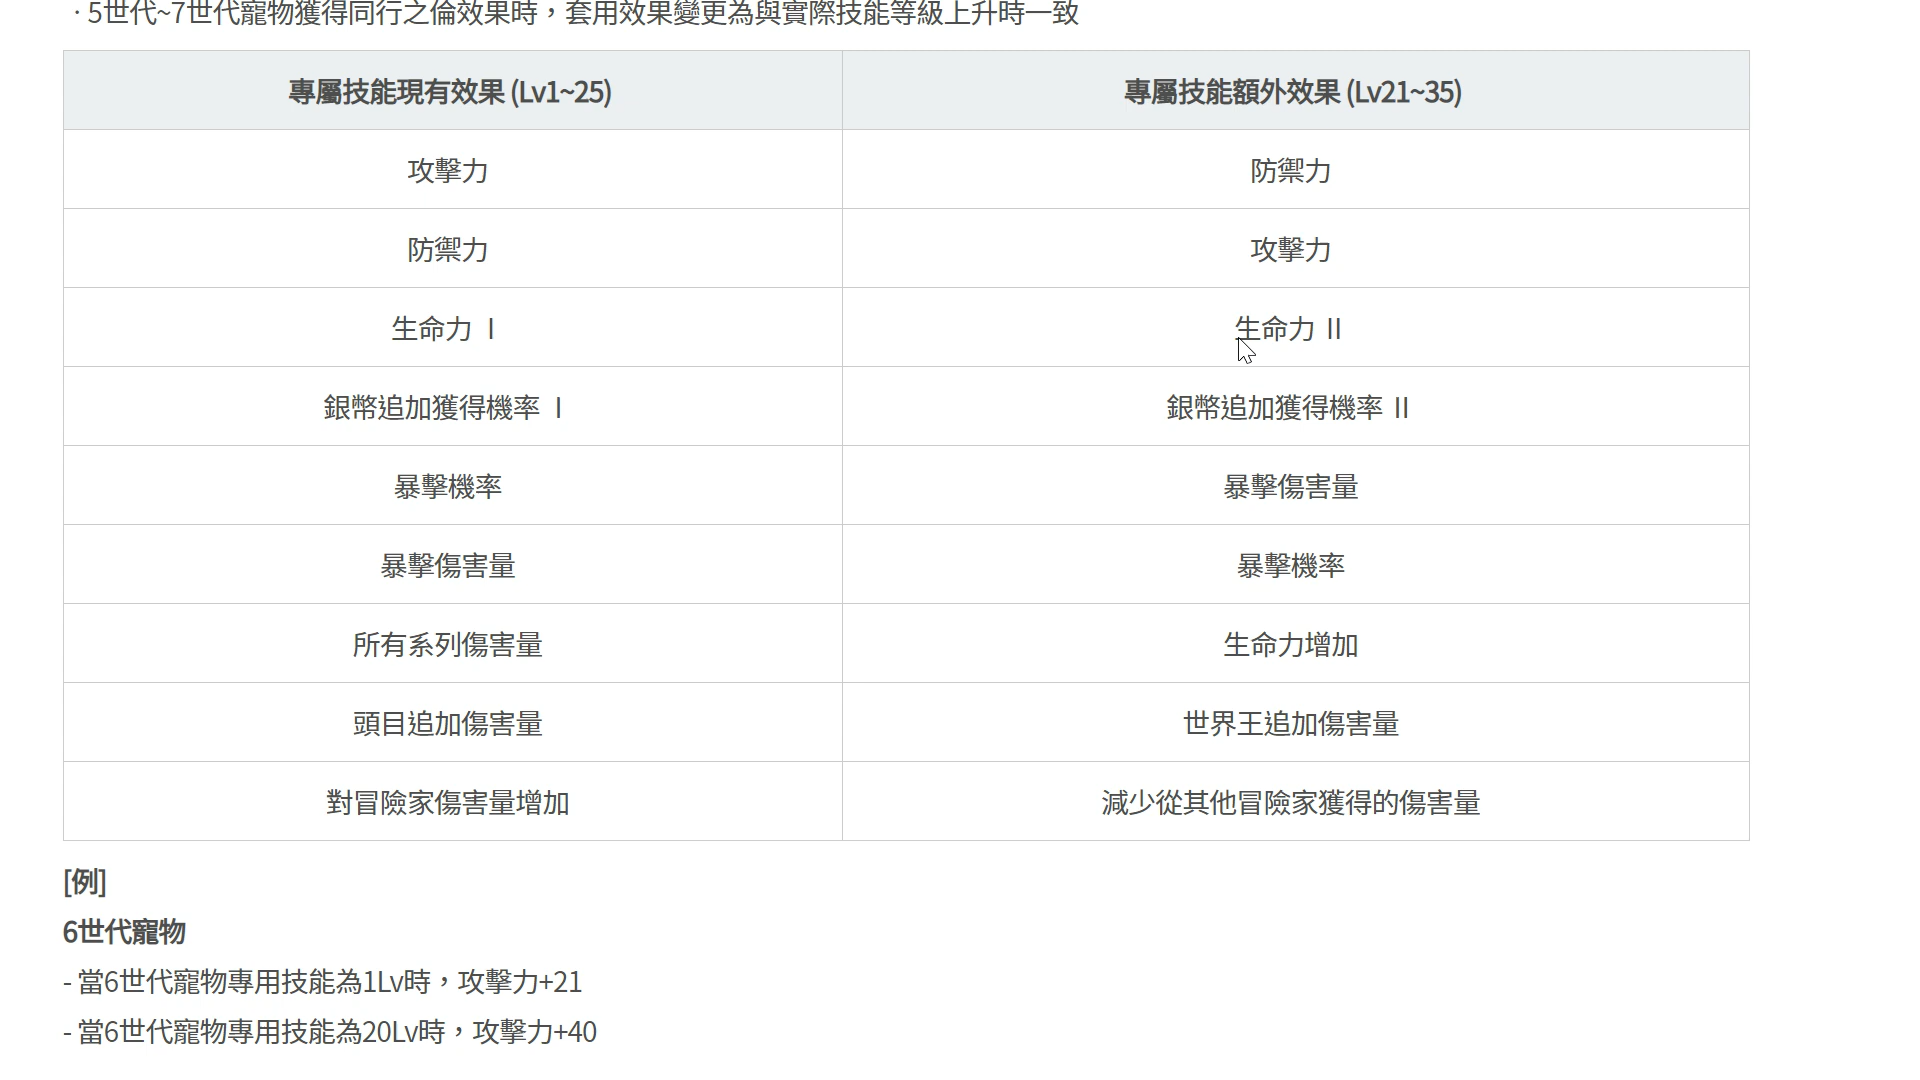 · 5世代~7世代寵物獲得同行之倫效果時，套用效果變更為與實際技能等級上升時一致
專屬技能現有效果 (Lv1~25) 專屬技能額外效果 (Lv21~35)
攻擊力 防禦力
防禦力 攻擊力
生命力 Ⅰ 生命力 Ⅱ
銀幣追加獲得機率 Ⅰ 銀幣追加獲得機率 Ⅱ
暴擊機率 暴擊傷害量
暴擊傷害量 暴擊機率
所有系列傷害量 生命力增加
頭目追加傷害量 世界王追加傷害量
對冒險家傷害量增加 減少從其他冒險家獲得的傷害量
[例]
6世代寵物
- 當6世代寵物專用技能為1Lv時，攻擊力+21
- 當6世代寵物專用技能為20Lv時，攻擊力+40